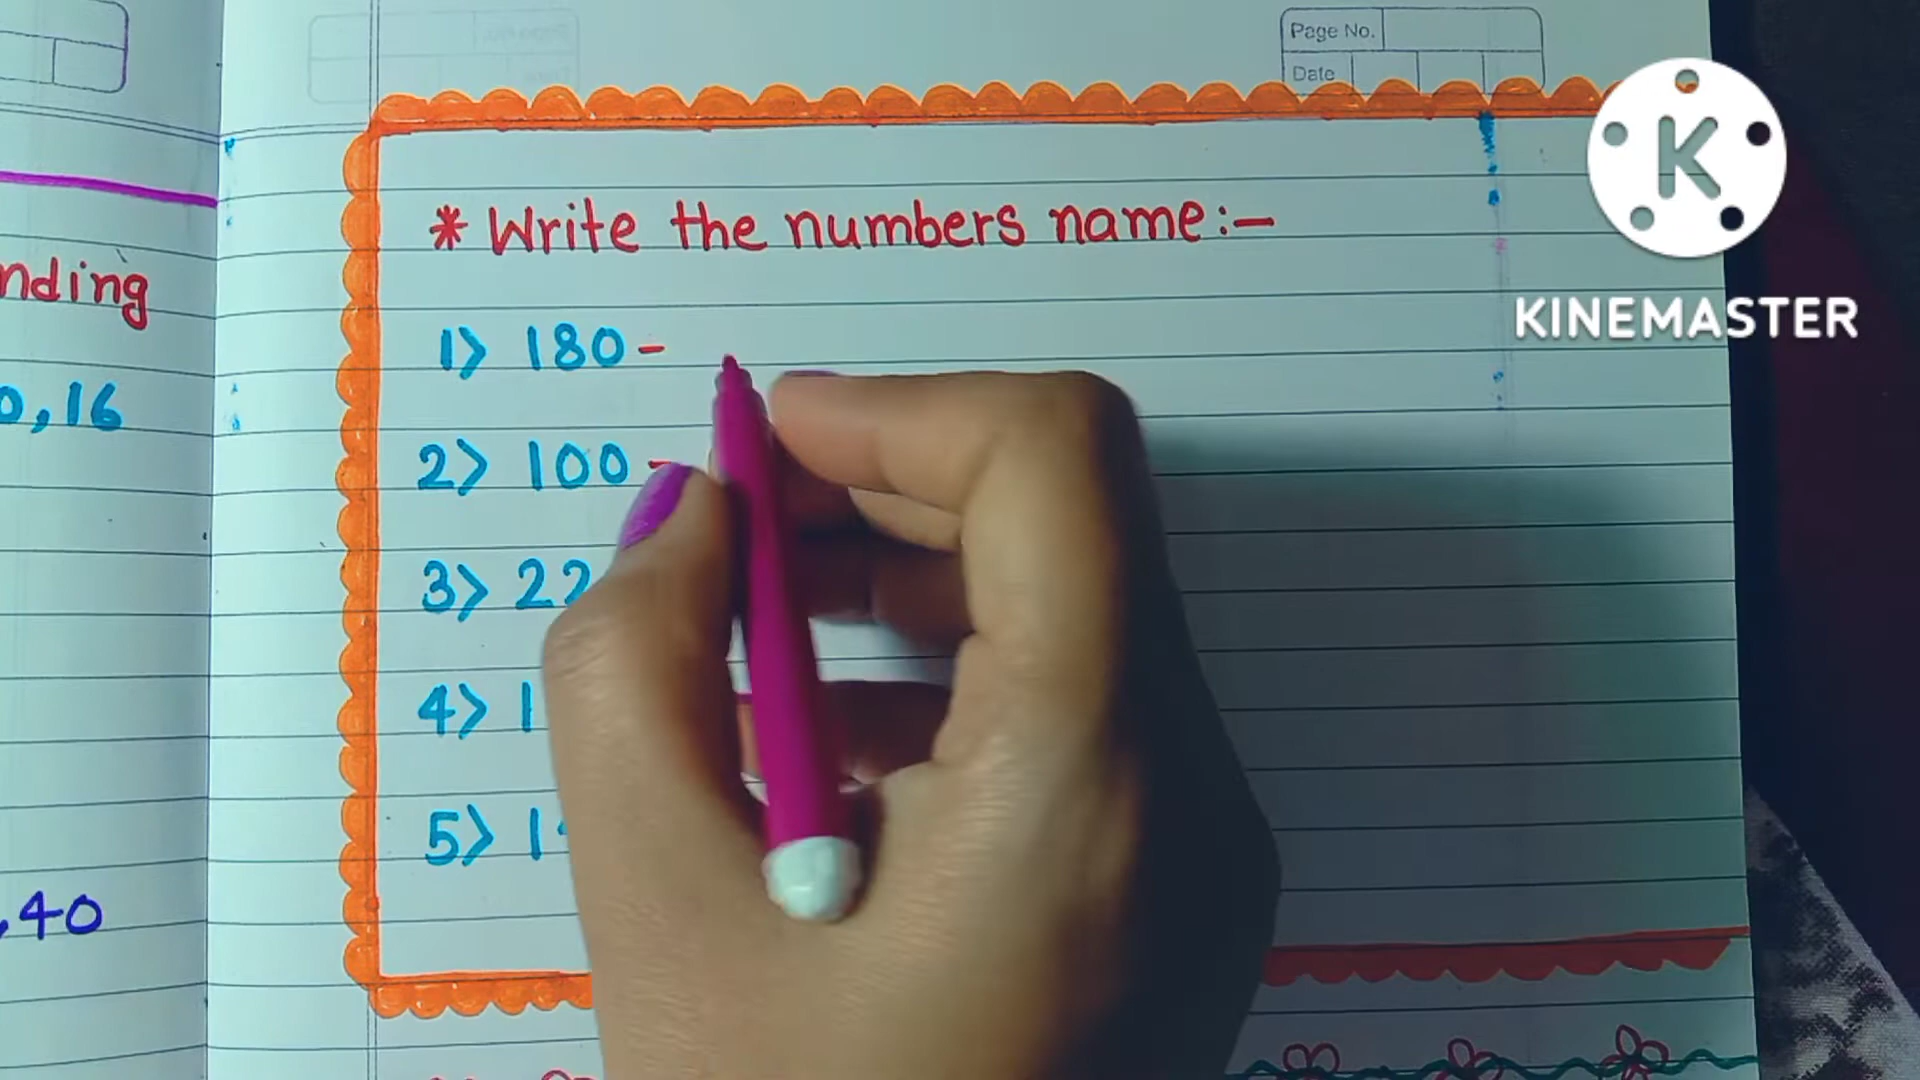 Page No.
Date
* Write the numbers name:-
nding
1> 180 -
0, 16
2> 100 -
3> 22
4> 1
5> 1
, 40
K
KINEMASTER